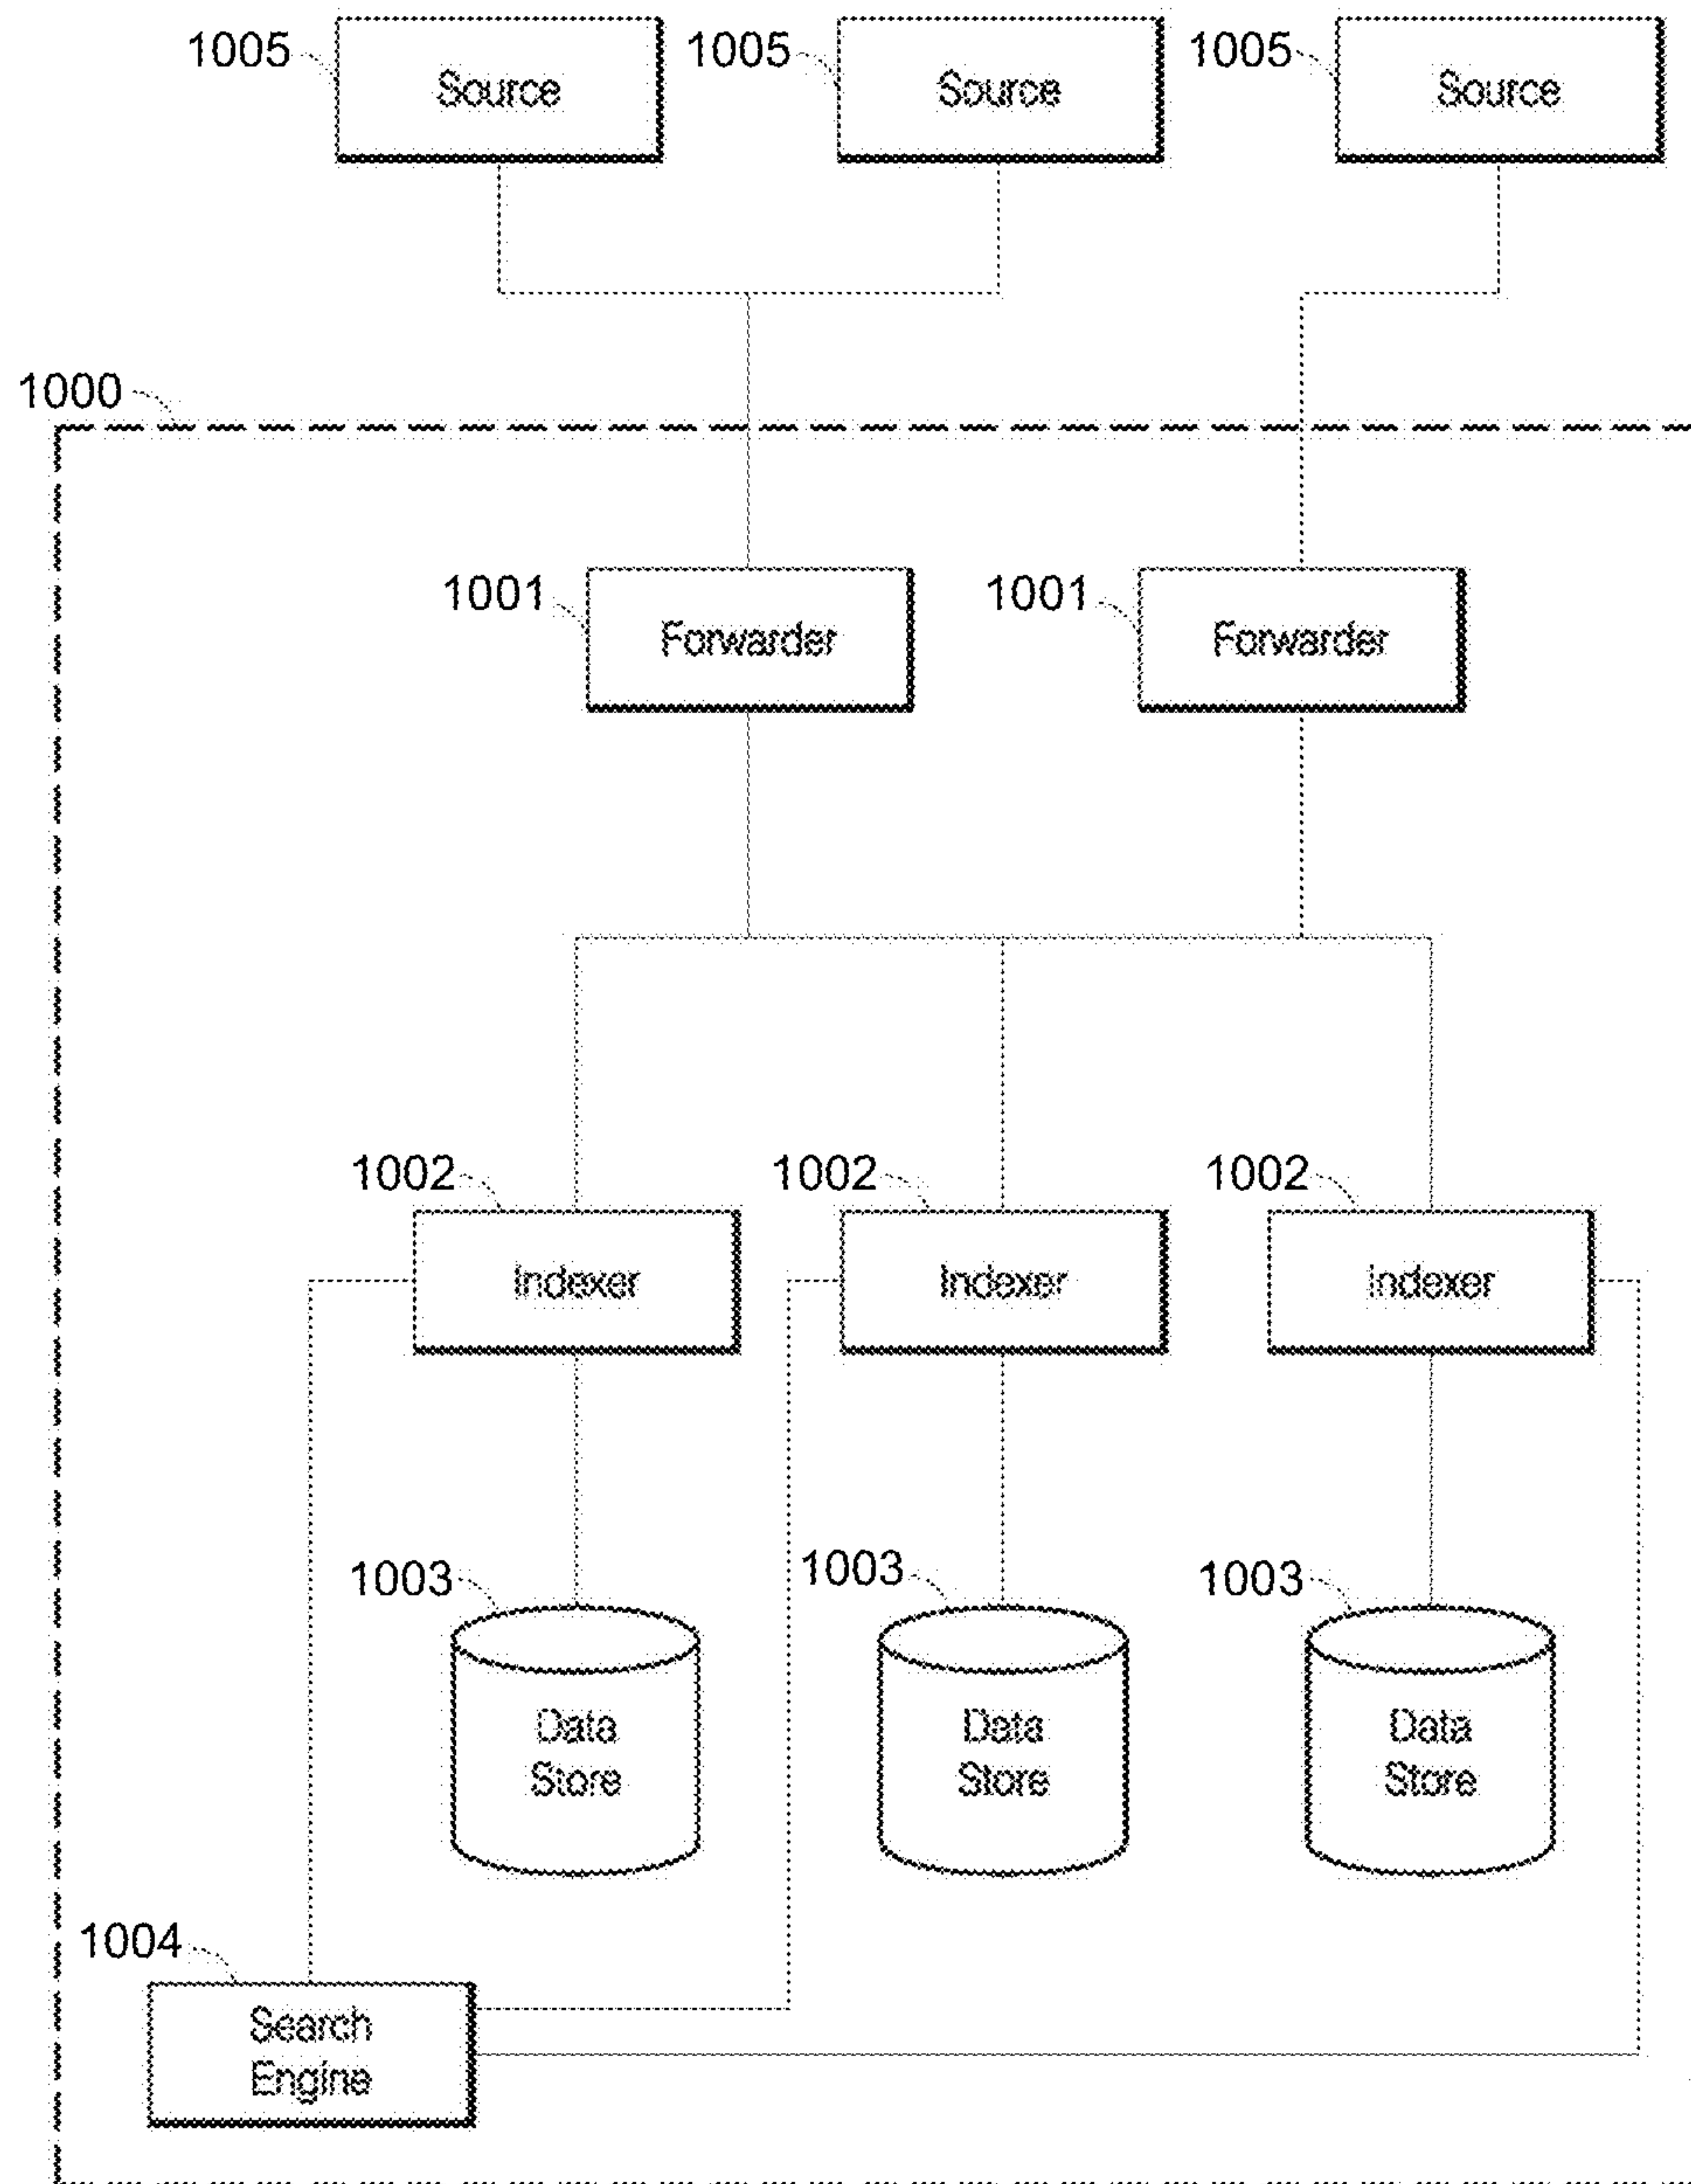 1005 1005 1005
Source Source Source
1000
1001 1001
Forwarder Forwarder
1002 1002 1002
Indexer Indexer Indexer
1003 1003 1003
Data Data Data
Store Store Store
1004
Search
Engine